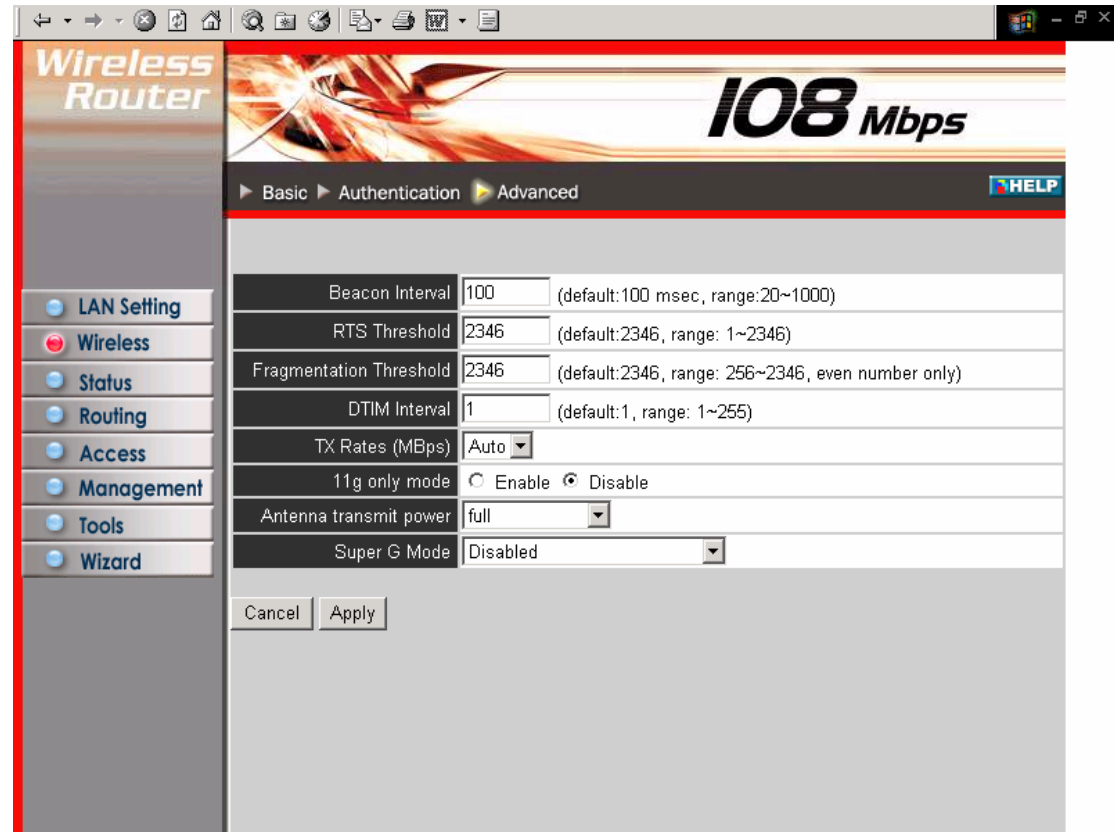 Wireless
Router
108 Mbps
Basic Authentication Advanced
HELP
LAN Setting
Wireless
Status
Routing
Access
Management
Tools
Wizard
Beacon Interval 100 (default:100 msec, range:20~1000)
RTS Threshold 2346 (default:2346, range: 1~2346)
Fragmentation Threshold 2346 (default:2346, range: 256~2346, even number only)
DTIM Interval 1 (default:1, range: 1~255)
TX Rates (MBps) Auto
11g only mode Enable Disable
Antenna transmit power full
Super G Mode Disabled
Cancel Apply